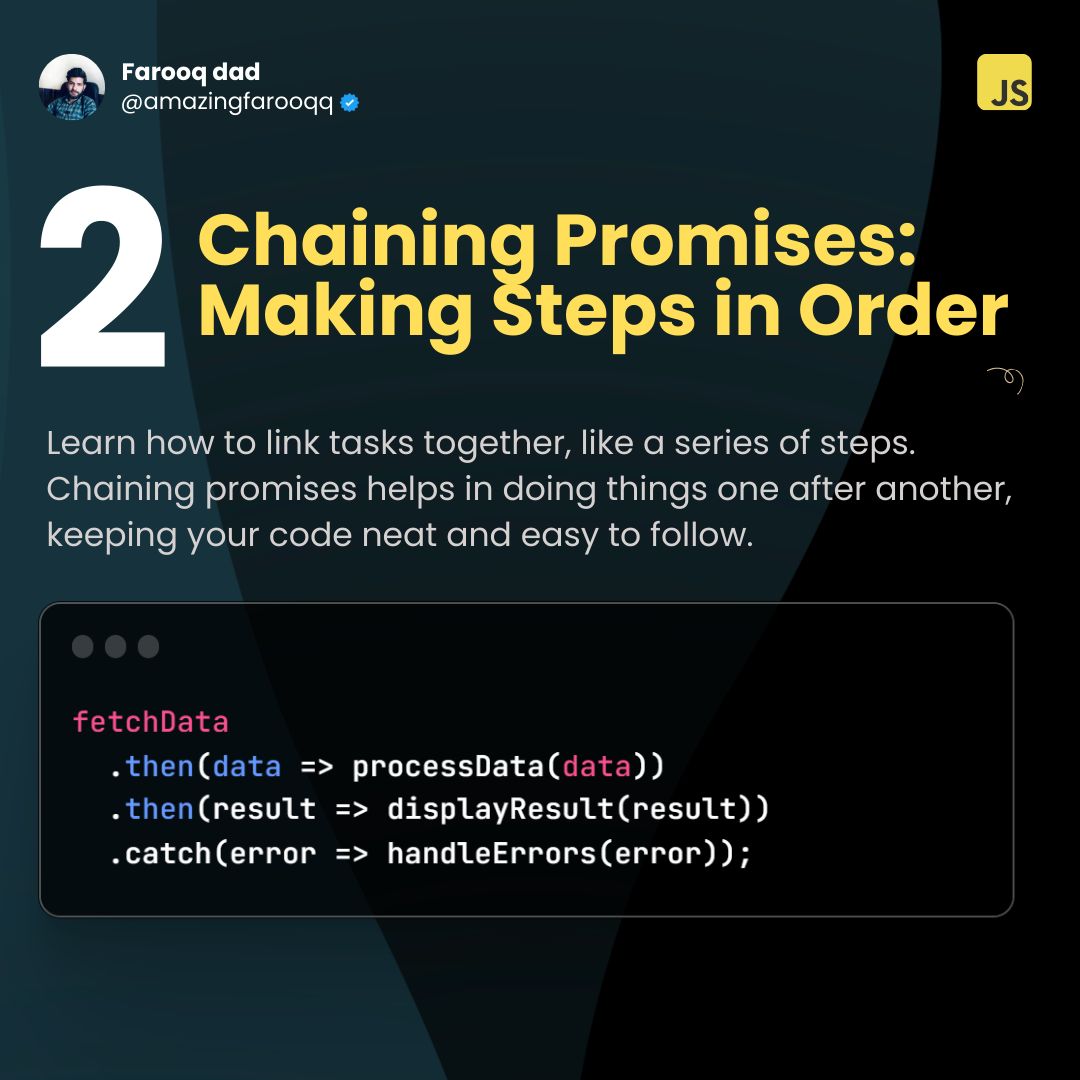 Farooq dad
@amazingfarooqq
JS
2
Chaining Promises:
Making Steps in Order
Learn how to link tasks together, like a series of steps.
Chaining promises helps in doing things one after another,
keeping your code neat and easy to follow.
fetchData
  .then(data => processData(data))
  .then(result => displayResult(result))
  .catch(error => handleErrors(error));